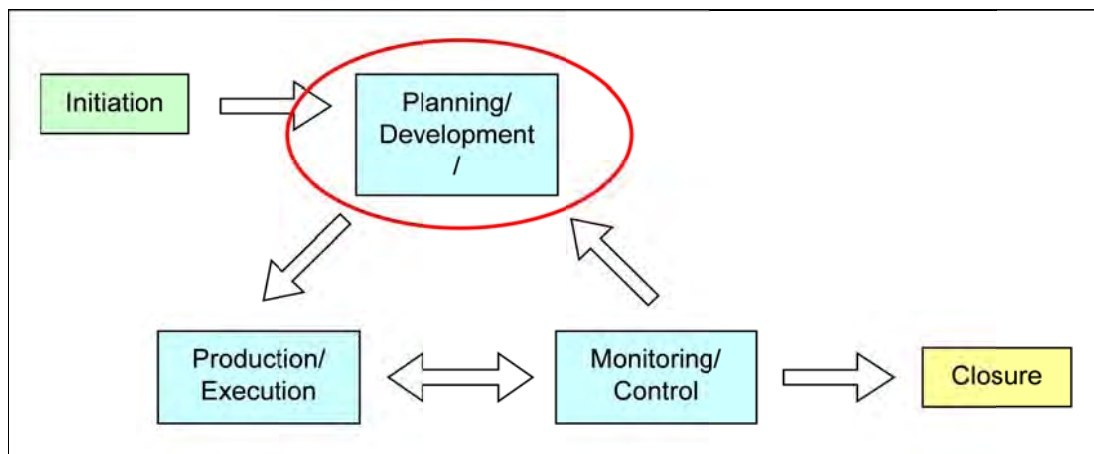 Initiation
Planning/
Development
/
Production/
Execution
Monitoring/
Control
Closure